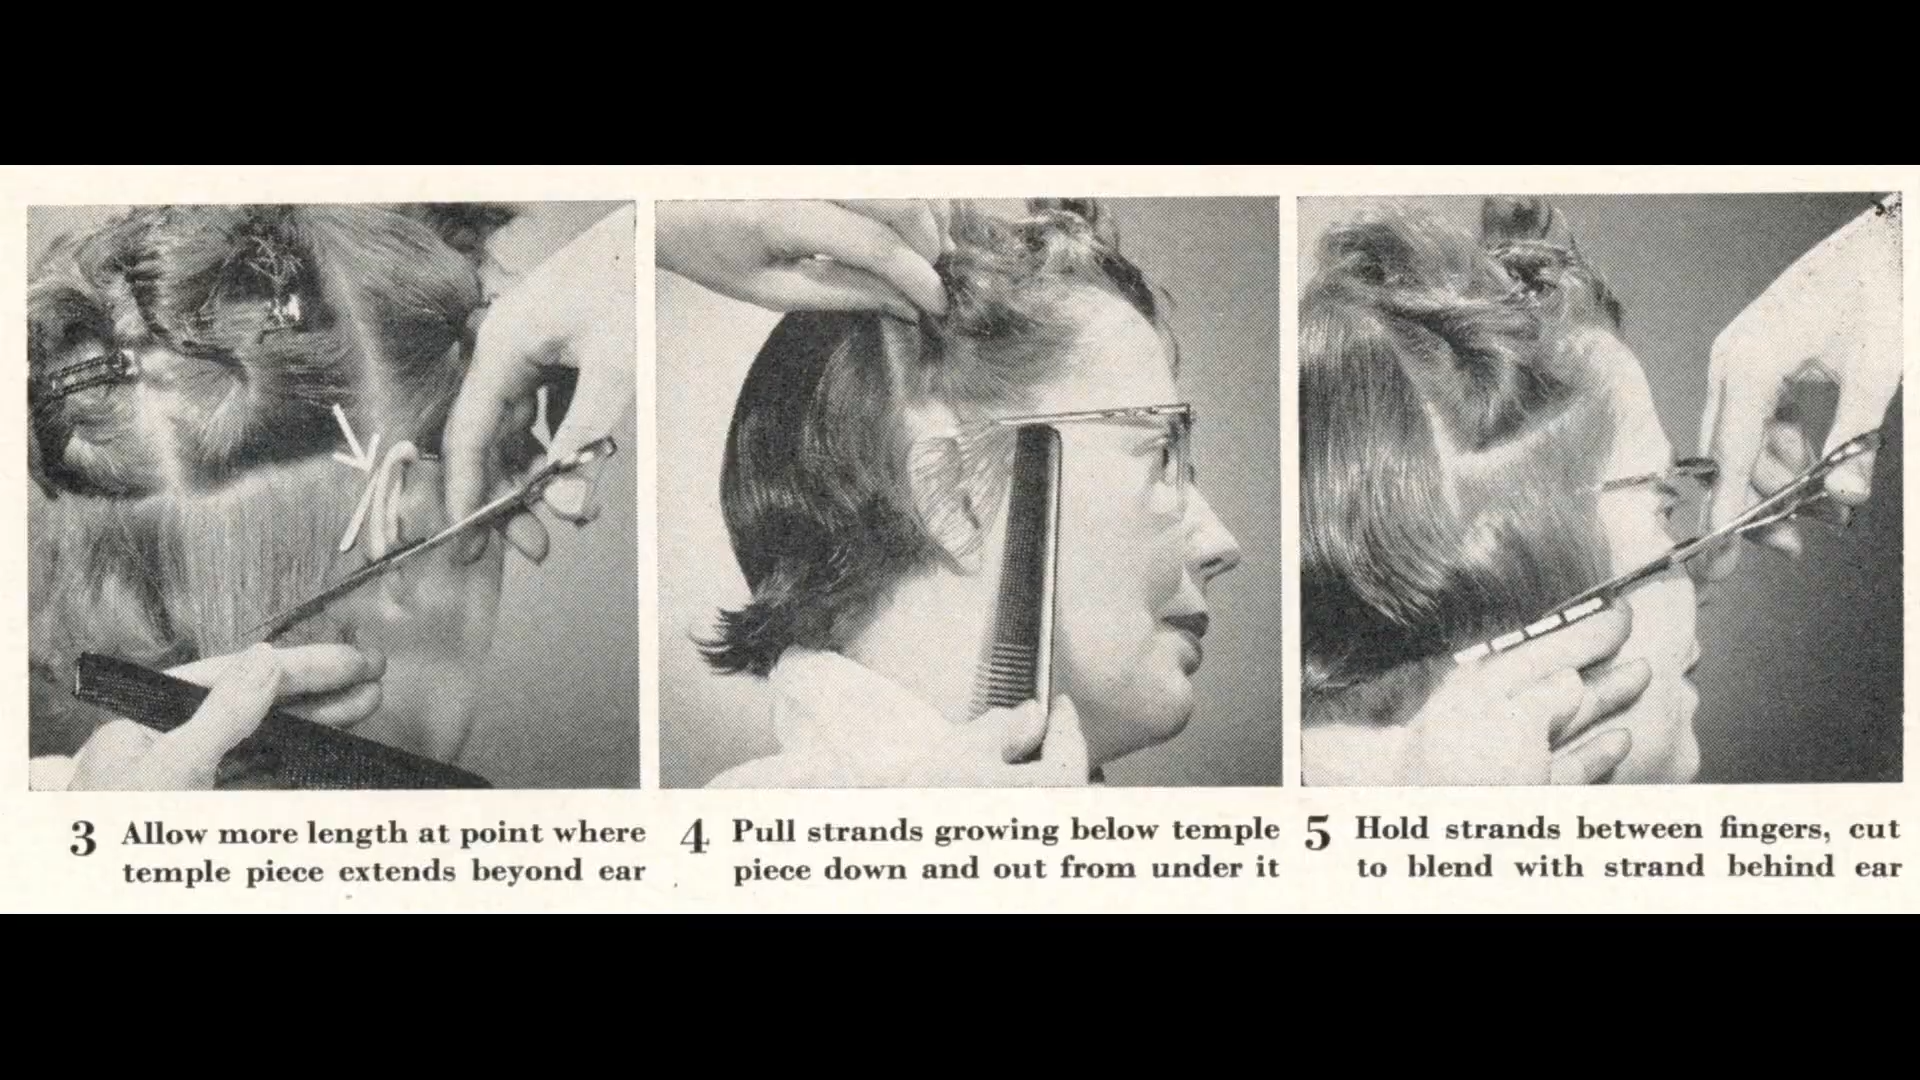 3 Allow more length at point where
temple piece extends beyond ear
4 Pull strands growing below temple
piece down and out from under it
5 Hold strands between fingers, cut
to blend with strand behind ear